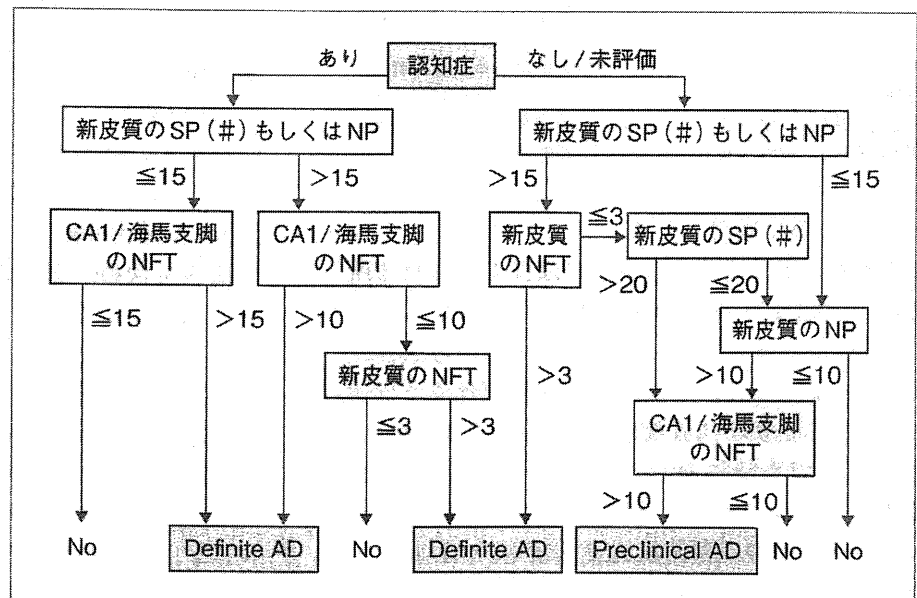 認知症
あり
なし/未評価
新皮質のSP(#)もしくはNP
新皮質のSP(#)もしくはNP
≦15
>15
>15
≦15
CA1/海馬支脚
のNFT
CA1/海馬支脚
のNFT
新皮質
のNFT
≦3
新皮質のSP(#)
>20
≦20
≦15
>15
>10
≦10
新皮質のNP
新皮質のNFT
>3
>10
≦10
≦3
>3
CA1/海馬支脚
のNFT
>10
≦10
No
Definite AD
No
Definite AD
Preclinical AD
No
No